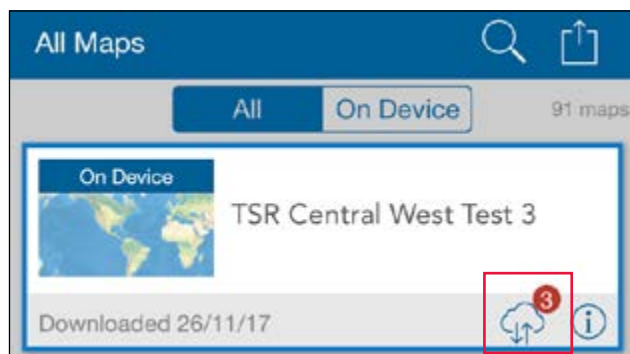 All Maps
All On Device 91 maps
On Device
TSR Central West Test 3
3
Downloaded 26/11/17